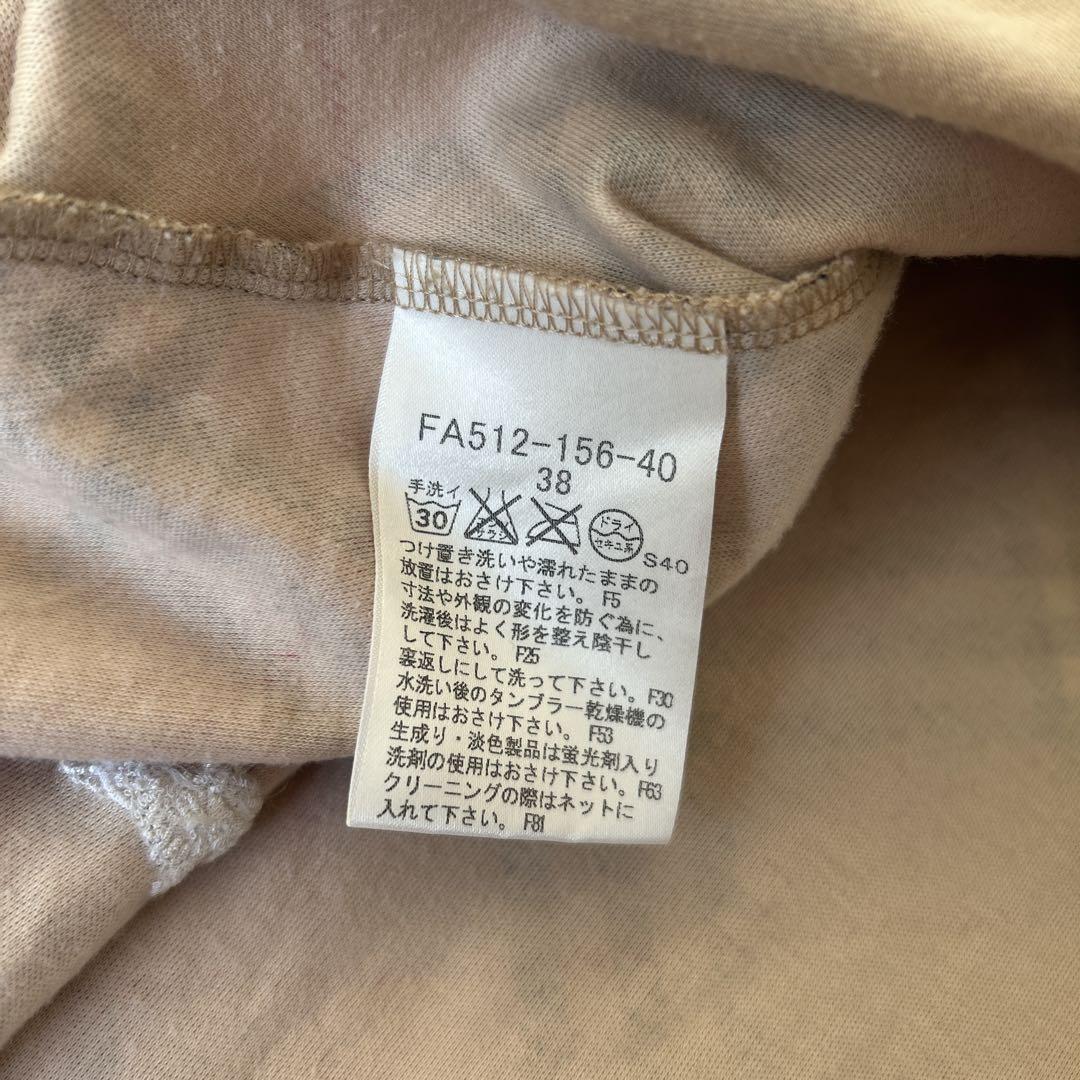 FA512-156-40
38
手洗イ
30 サラシ ドライ
セキユ系
S40
つけ置き洗いや濡れたままの
放置はおさけ下さい。 F5
寸法や外観の変化を防ぐ為に、
洗濯後はよく形を整え陰干し
して下さい。 F25
裏返しにして洗って下さい。 F30
水洗い後のタンブラー乾燥機の
使用はおさけ下さい。 F53
生成り・淡色製品は蛍光剤入り
洗剤の使用はおさけ下さい。 F63
クリーニングの際はネットに
入れて下さい。 F81